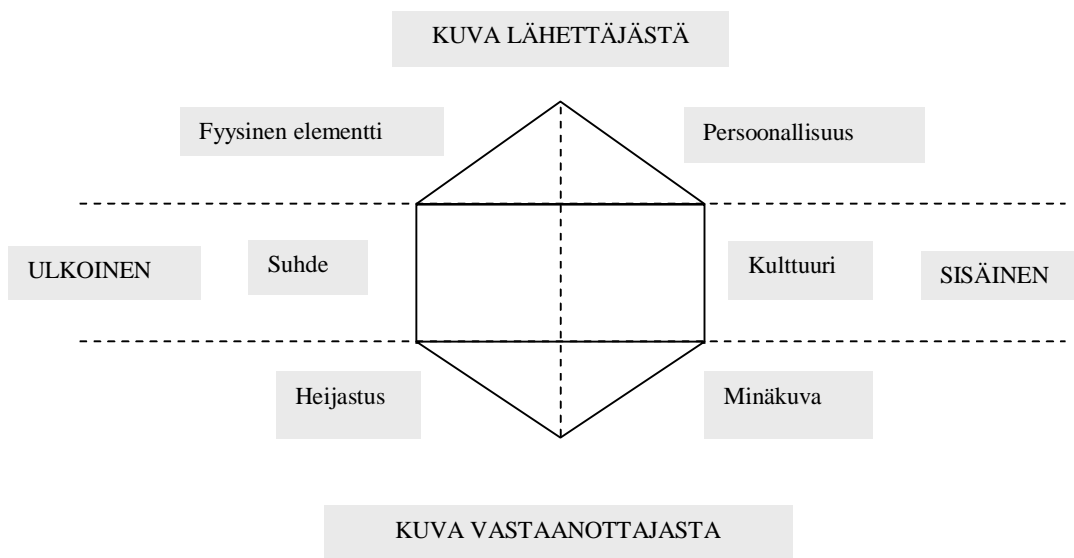 KUVA LÄHETTÄJÄSTÄ
Fyysinen elementti
Persoonallisuus
ULKOINEN
Suhde
Kulttuuri
SISÄINEN
Heijastus
Minäkuva
KUVA VASTAANOTTAJASTA